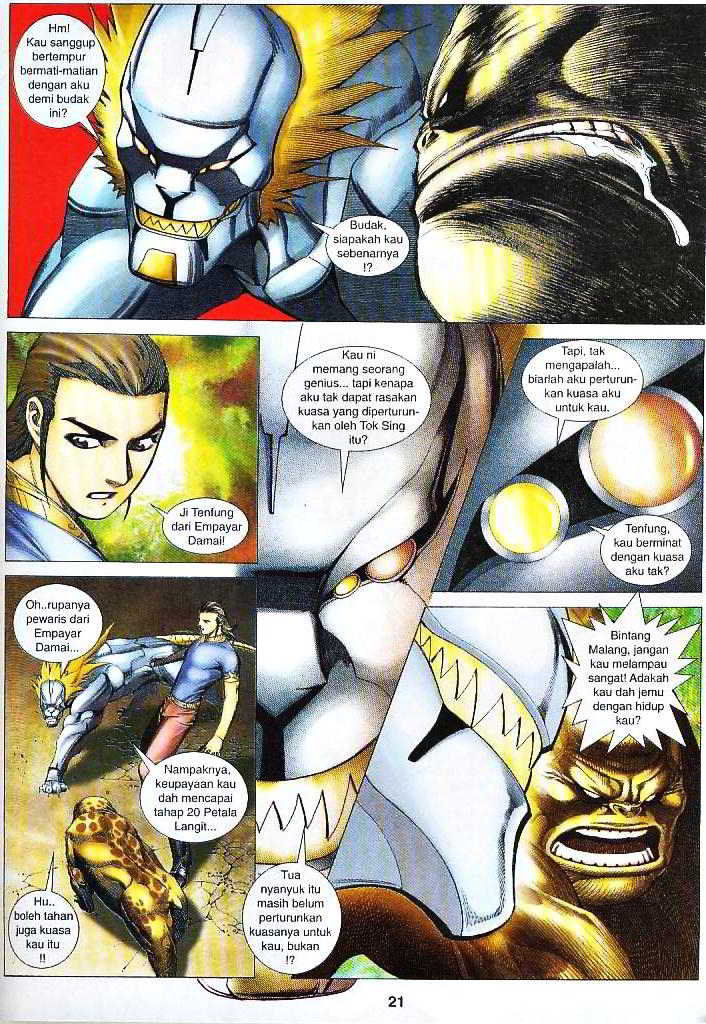 Hm!
Kau sanggup
bertempur
bermati-matian
dengan aku
demi budak
ini?
Budak,
siapakah kau
sebenarnya
!?
Ji Tenfung
dari Empayar
Damai!
Kau ni
memang seorang
genius... tapi kenapa
aku tak dapat rasakan
kuasa yang diperturun-
kan oleh Tok Sing
itu?
Tapi, tak
mengapalah...
biarlah aku perturun-
kan kuasa aku
untuk kau.
Tenfung,
kau berminat
dengan kuasa
aku tak?
Oh..rupanya
pewaris dari
Empayar
Damai...
Nampaknya,
keupayaan kau
dah mencapai
tahap 20 Petala
Langit...
Hu..
boleh tahan
juga kuasa
kau itu
!!
Tua
nyanyuk itu
masih belum
perturunkan
kuasanya untuk
kau, bukan
!?
Bintang
Malang, jangan
kau melampau
sangat! Adakah
kau dah jemu
dengan hidup
kau?
21